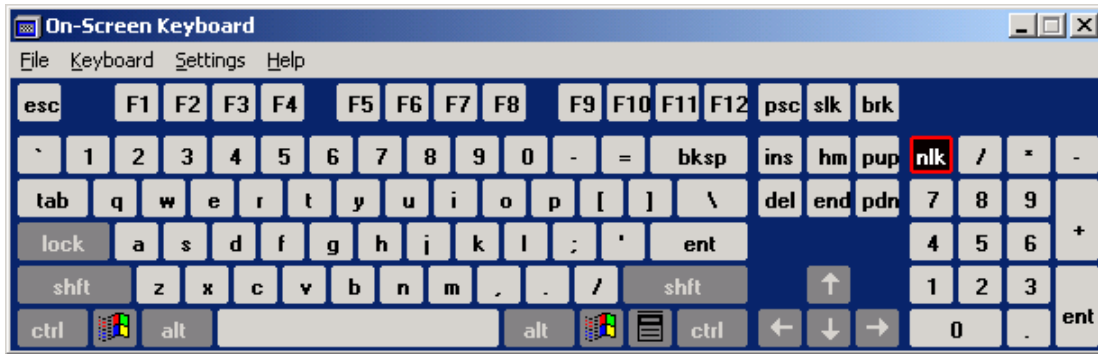 On-Screen Keyboard
File Keyboard Settings Help
esc F1 F2 F3 F4 F5 F6 F7 F8 F9 F10 F11 F12 psc slk brk
` 1 2 3 4 5 6 7 8 9 0 - = bksp ins hm pup nlk / * -
tab q w e r t y u i o p [ ] \ del end pdn 7 8 9 +
lock a s d f g h j k l ; ' ent 4 5 6
shft z x c v b n m , . / shft ↑ 1 2 3 ent
ctrl alt alt ctrl ← ↓ → 0 .